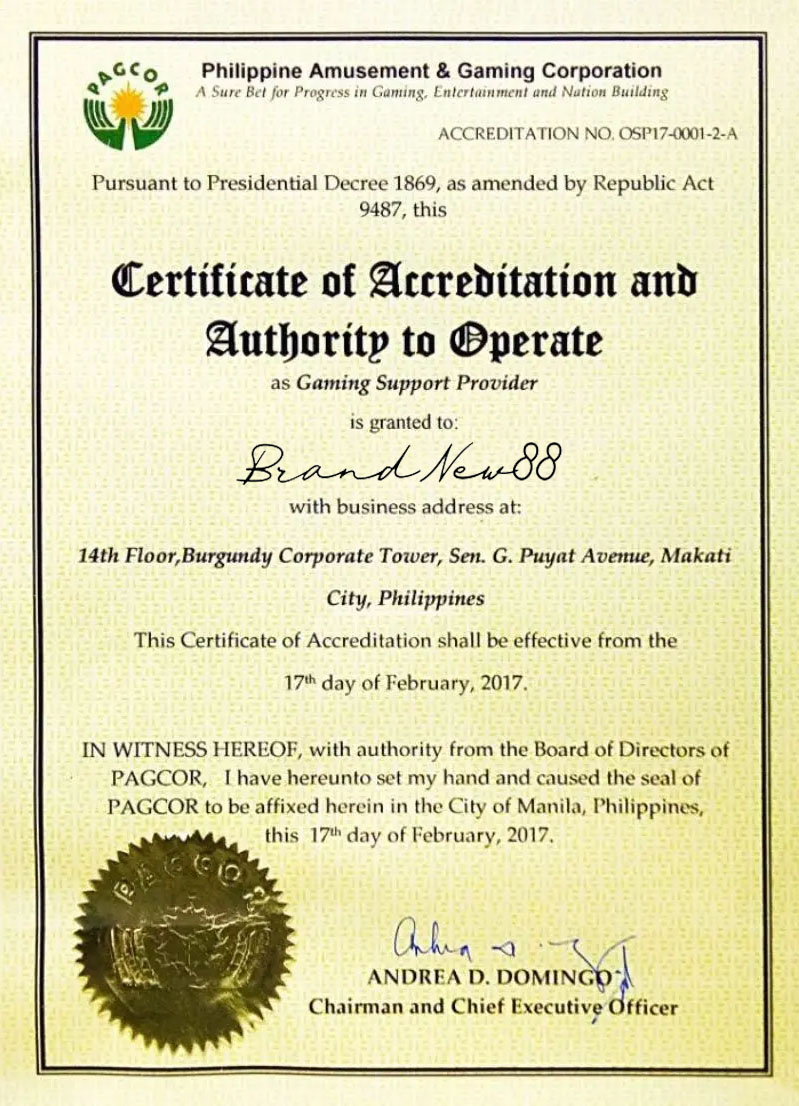 PAGCOR
Philippine Amusement & Gaming Corporation
A Sure Bet for Progress in Gaming, Entertainment and Nation Building
ACCREDITATION NO. OSP17-0001-2-A
Pursuant to Presidential Decree 1869, as amended by Republic Act
9487, this
Certificate of Accreditation and
Authority to Operate
as Gaming Support Provider
is granted to:
BrandNew88
with business address at:
14th Floor,Burgundy Corporate Tower, Sen. G. Puyat Avenue, Makati
City, Philippines
This Certificate of Accreditation shall be effective from the
17th day of February, 2017.
IN WITNESS HEREOF, with authority from the Board of Directors of
PAGCOR, I have hereunto set my hand and caused the seal of
PAGCOR to be affixed herein in the City of Manila, Philippines,
this 17th day of February, 2017.
PAGCOR
ANDREA D. DOMINGO
Chairman and Chief Executive Officer